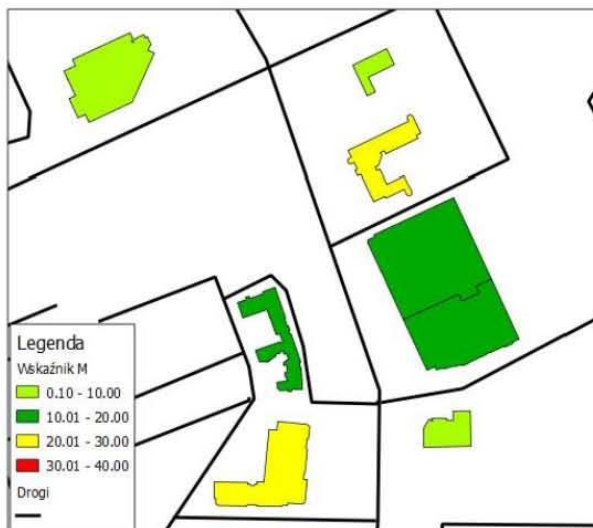 Legenda
Wskaźnik M
0.10 - 10.00
10.01 - 20.00
20.01 - 30.00
30.01 - 40.00
Drogi